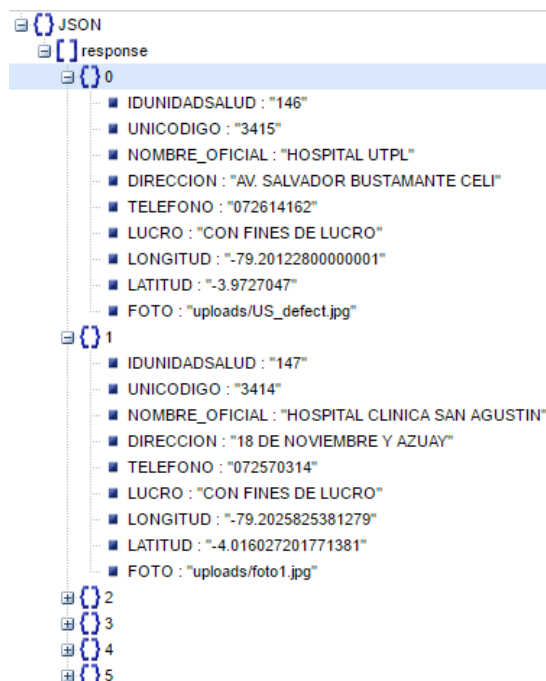 JSON
response
0
IDUNIDADSALUD : "146"
UNICODIGO : "3415"
NOMBRE_OFICIAL : "HOSPITAL UTPL"
DIRECCION : "AV. SALVADOR BUSTAMANTE CELI"
TELEFONO : "072614162"
LUCRO : "CON FINES DE LUCRO"
LONGITUD : "-79.20122800000001"
LATITUD : "-3.9727047"
FOTO : "uploads/US_defect.jpg"
1
IDUNIDADSALUD : "147"
UNICODIGO : "3414"
NOMBRE_OFICIAL : "HOSPITAL CLINICA SAN AGUSTIN"
DIRECCION : "18 DE NOVIEMBRE Y AZUAY"
TELEFONO : "072570314"
LUCRO : "CON FINES DE LUCRO"
LONGITUD : "-79.2025825381279"
LATITUD : "-4.016027201771381"
FOTO : "uploads/foto1.jpg"
2
3
4
5